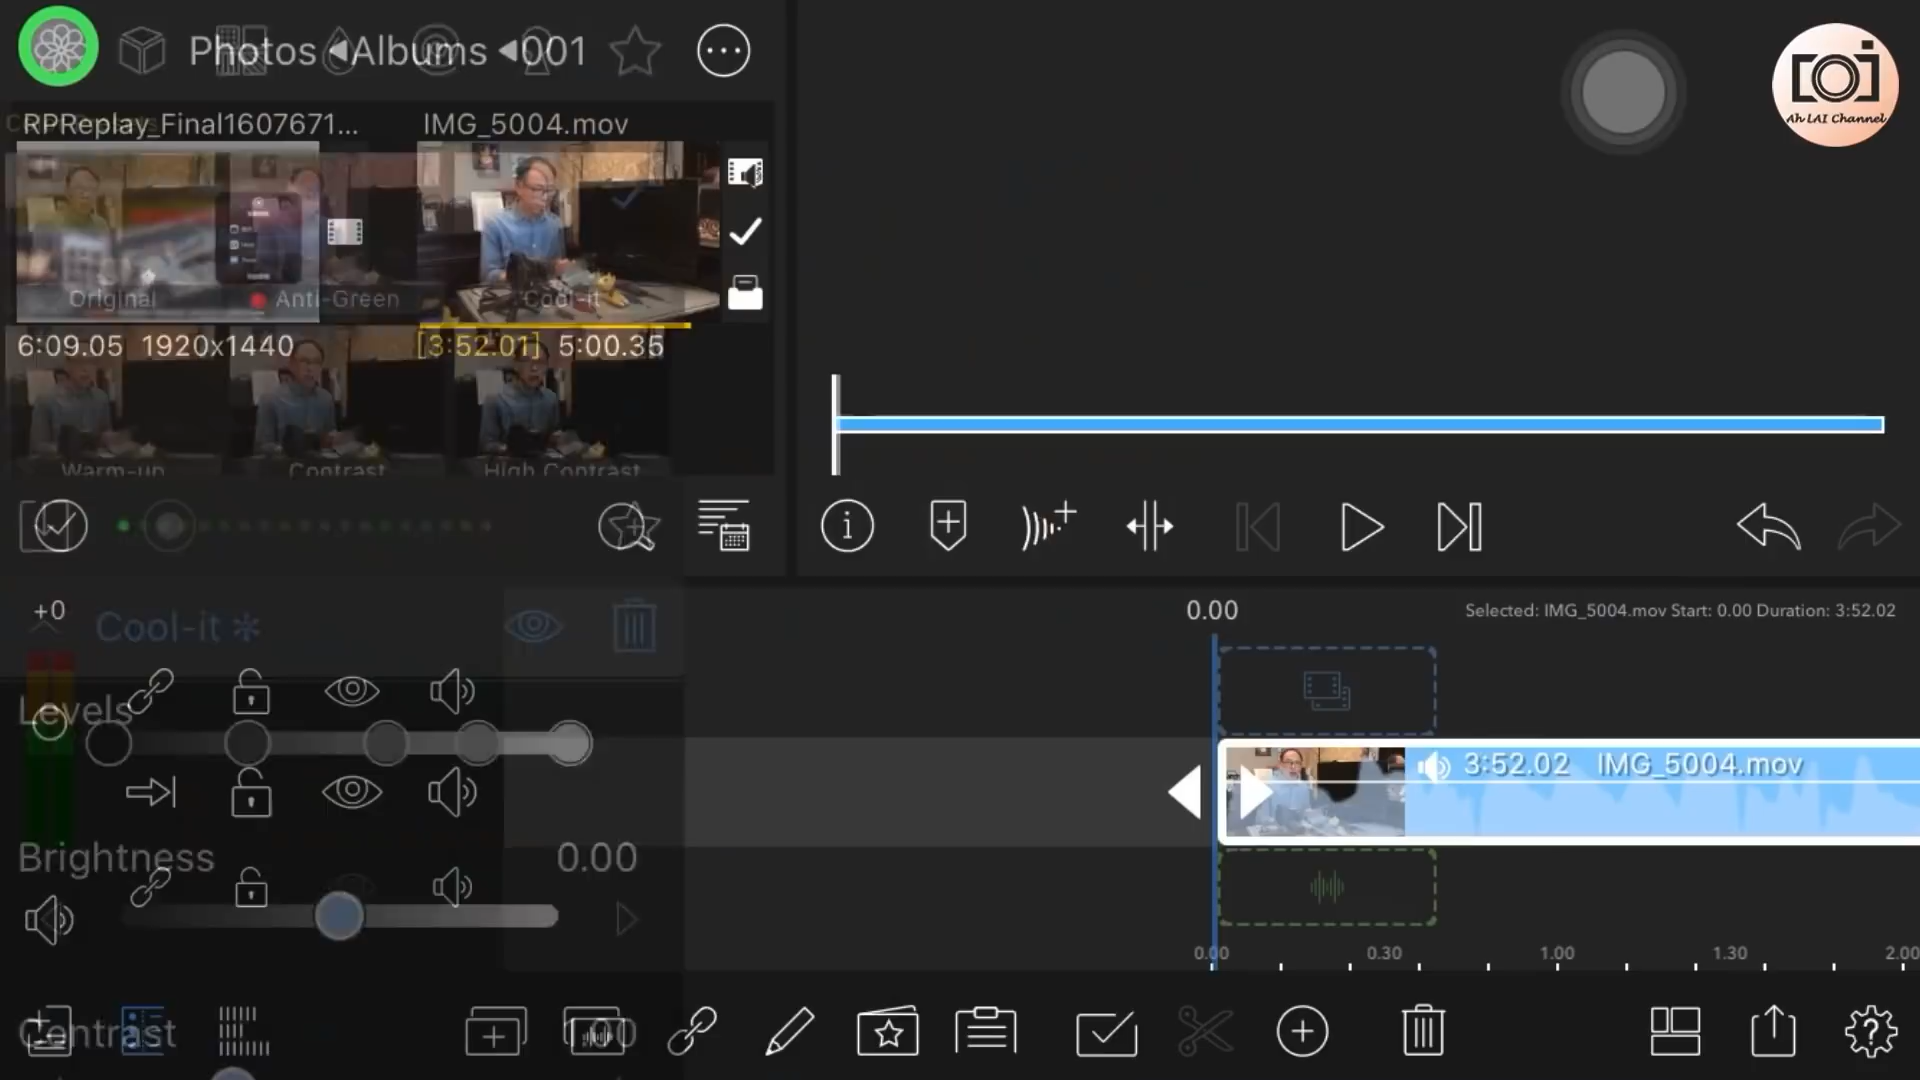 Photos ◀Albums ◀001
Ah LAI Channel
RPReplay_Final1607671...
IMG_5004.mov
Original
Anti-Green
Cool-it
6:09.05 1920x1440
[3:52.01] 5:00.35
Warm-up
Contrast
High Contrast
+0
Cool-it
0.00
Selected: IMG_5004.mov Start: 0.00 Duration: 3:52.02
Levels
3:52.02 IMG_5004.mov
Brightness
0.00
0.00
0.30
1.00
1.30
2.00
Centrast
1.00